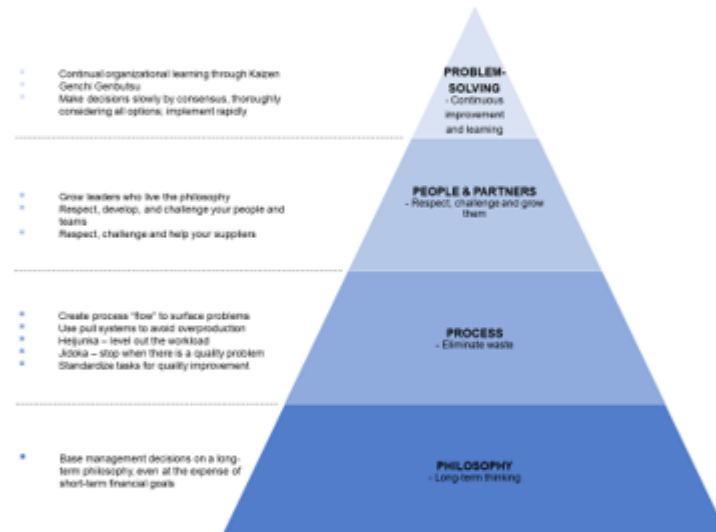 Continual organizational learning through Kaizen
Genchi Genbutsu
Make decisions slowly by consensus, thoroughly
considering all options; implement rapidly
PROBLEM-
SOLVING
- Continuous
improvement
and learning
Grow leaders who live the philosophy
Respect, develop, and challenge your people and
teams
Respect, challenge and help your suppliers
PEOPLE & PARTNERS
- Respect, challenge and grow
them
Create process "flow" to surface problems
Use pull systems to avoid overproduction
Heijunka – level out the workload
Jidoka – stop when there is a quality problem
Standardize tasks for quality improvement
PROCESS
- Eliminate waste
Base management decisions on a long-
term philosophy, even at the expense of
short-term financial goals
PHILOSOPHY
- Long-term thinking